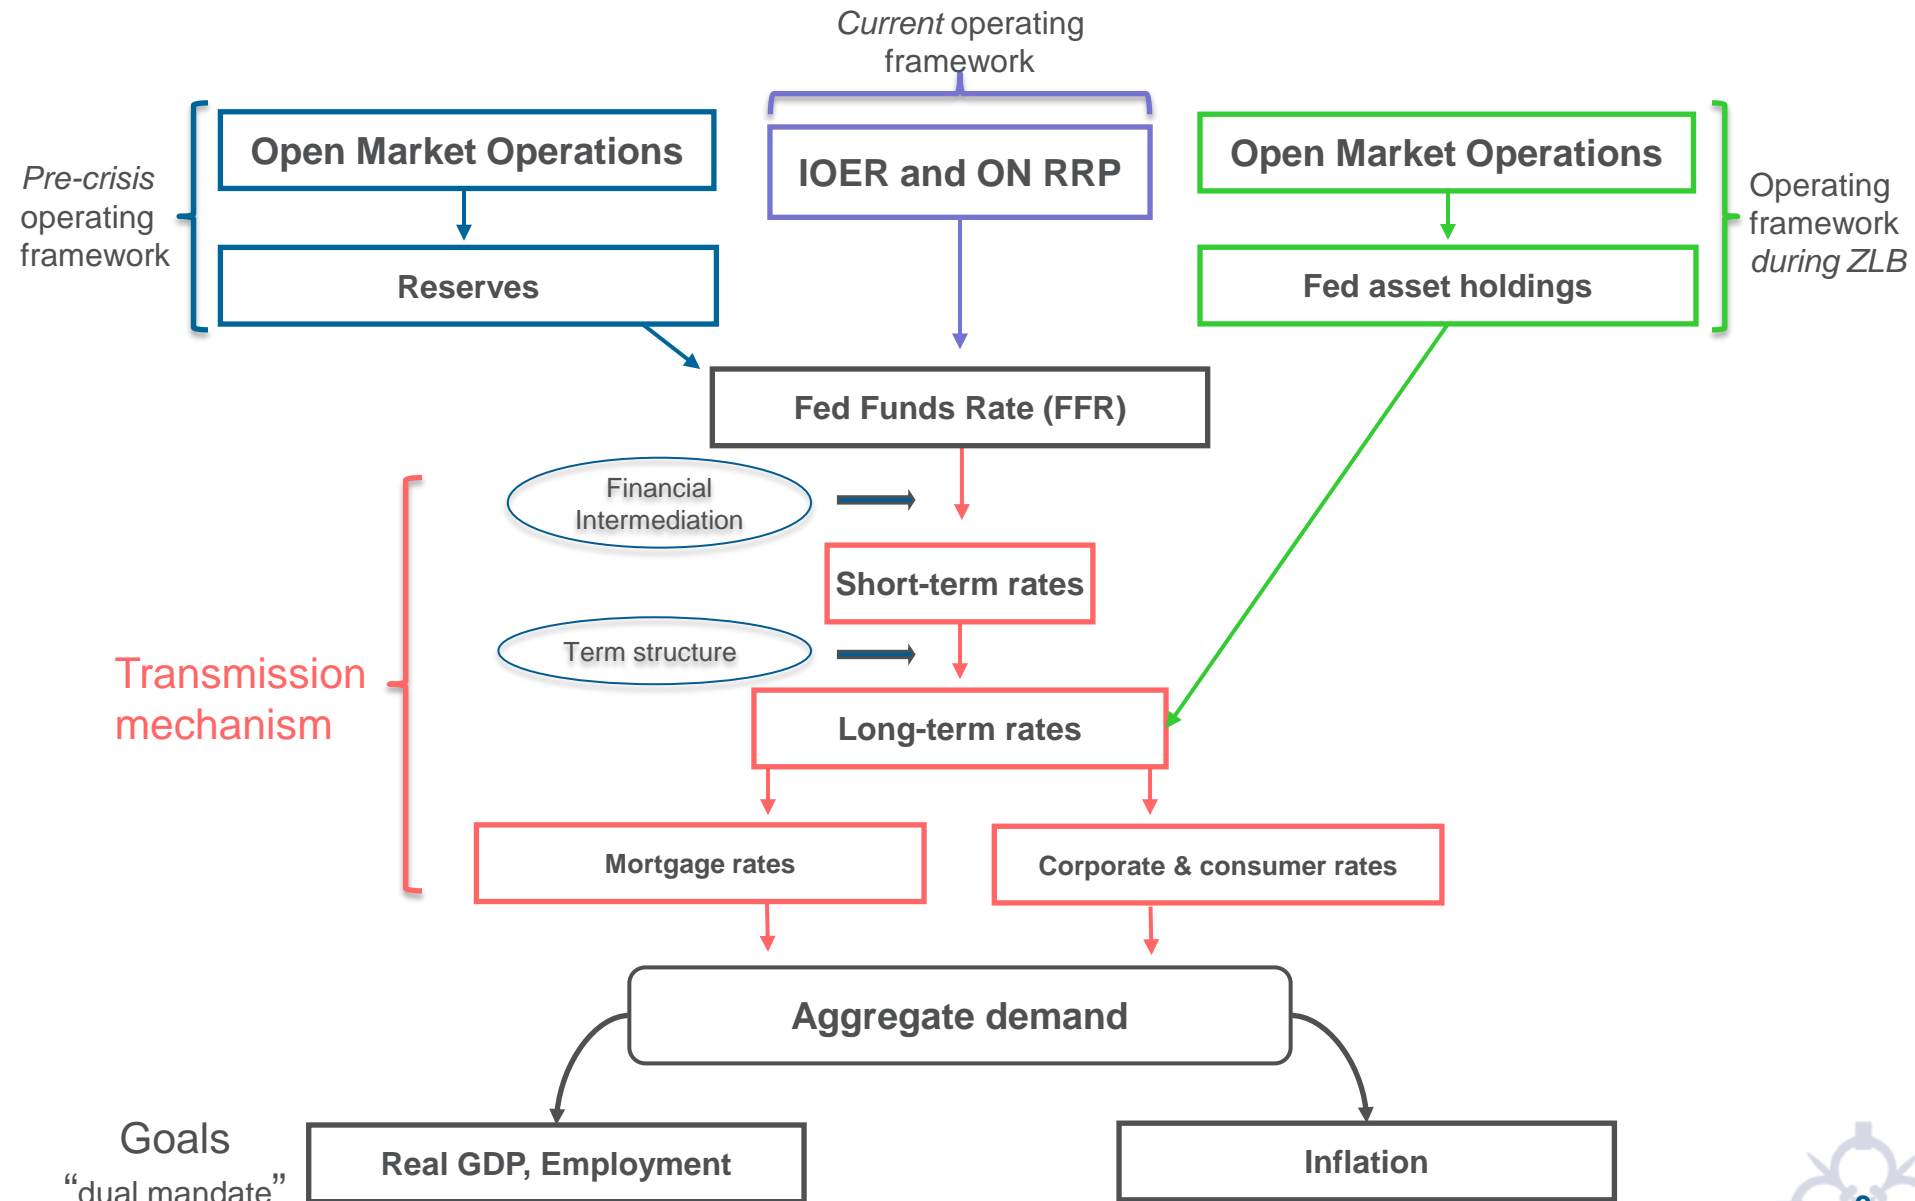 Current operating
framework
Pre-crisis
operating
framework
Open Market Operations
Reserves
IOER and ON RRP
Open Market Operations
Fed asset holdings
Operating
framework
during ZLB
Fed Funds Rate (FFR)
Financial
Intermediation
Short-term rates
Term structure
Transmission
mechanism
Long-term rates
Mortgage rates
Corporate & consumer rates
Aggregate demand
Goals
“dual mandate”
Real GDP, Employment
Inflation